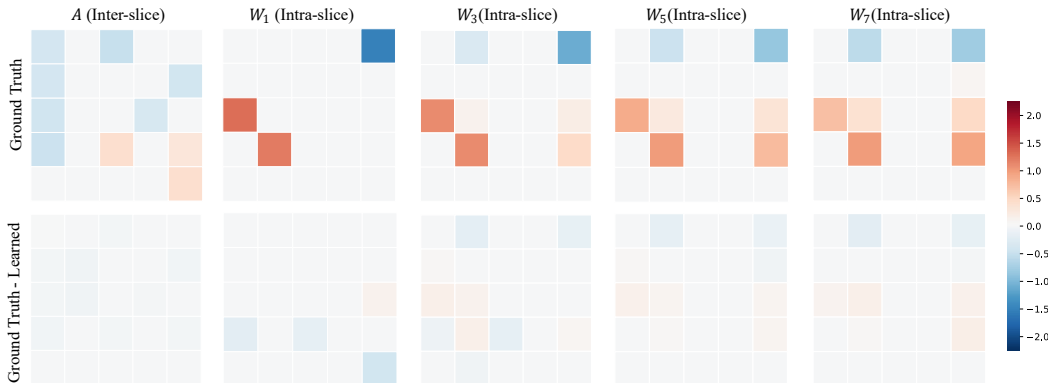 A (Inter-slice)
W₁ (Intra-slice)
W₃(Intra-slice)
W₅(Intra-slice)
W₇(Intra-slice)
Ground Truth
Ground Truth - Learned
2.0
1.5
1.0
0.5
0.0
-0.5
-1.0
-1.5
-2.0